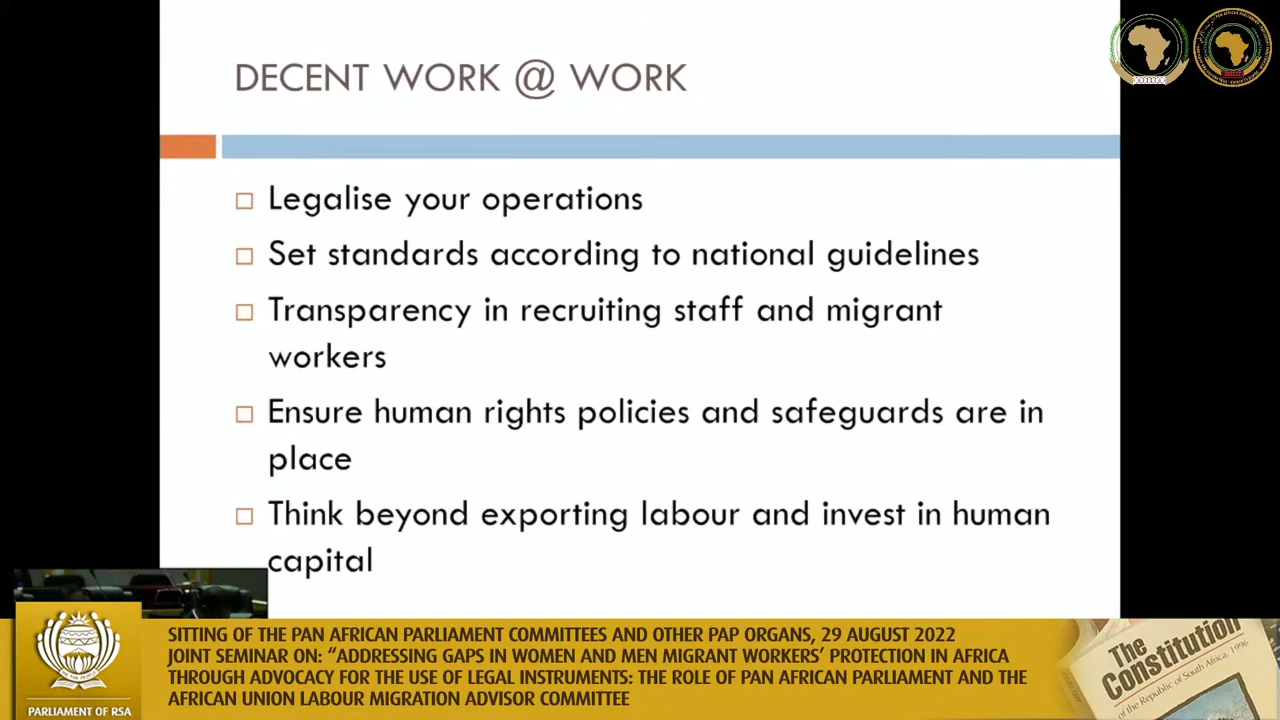 DECENT WORK @ WORK
Legalise your operations
Set standards according to national guidelines
Transparency in recruiting staff and migrant
workers
Ensure human rights policies and safeguards are in
place
Think beyond exporting labour and invest in human
capital
SITTING OF THE PAN AFRICAN PARLIAMENT COMMITTEES AND OTHER PAP ORGANS, 29 AUGUST 2022
JOINT SEMINAR ON: “ADDRESSING GAPS IN WOMEN AND MEN MIGRANT WORKERS’ PROTECTION IN AFRICA
THROUGH ADVOCACY FOR THE USE OF LEGAL INSTRUMENTS: THE ROLE OF PAN AFRICAN PARLIAMENT AND THE
AFRICAN UNION LABOUR MIGRATION ADVISOR COMMITTEE
PARLIAMENT OF RSA
The
Constitution
of the Republic of South Africa, 1996